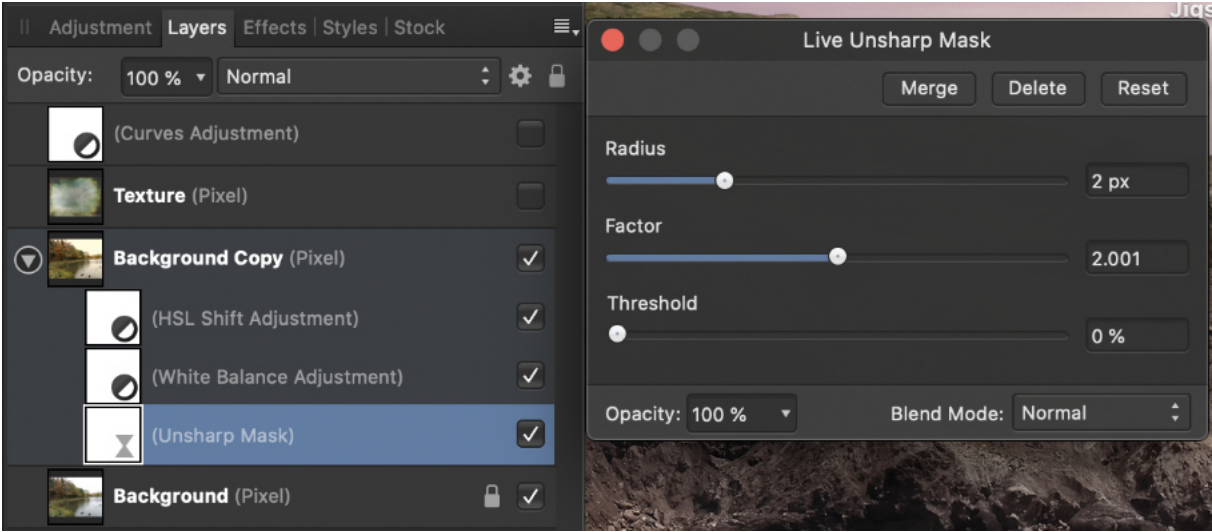 Adjustment Layers Effects Styles Stock
Opacity: 100 % Normal
(Curves Adjustment)
Texture (Pixel)
Background Copy (Pixel)
(HSL Shift Adjustment)
(White Balance Adjustment)
(Unsharp Mask)
Background (Pixel)
Jigs
Live Unsharp Mask
Merge Delete Reset
Radius
2 px
Factor
2.001
Threshold
0 %
Opacity: 100 % Blend Mode: Normal